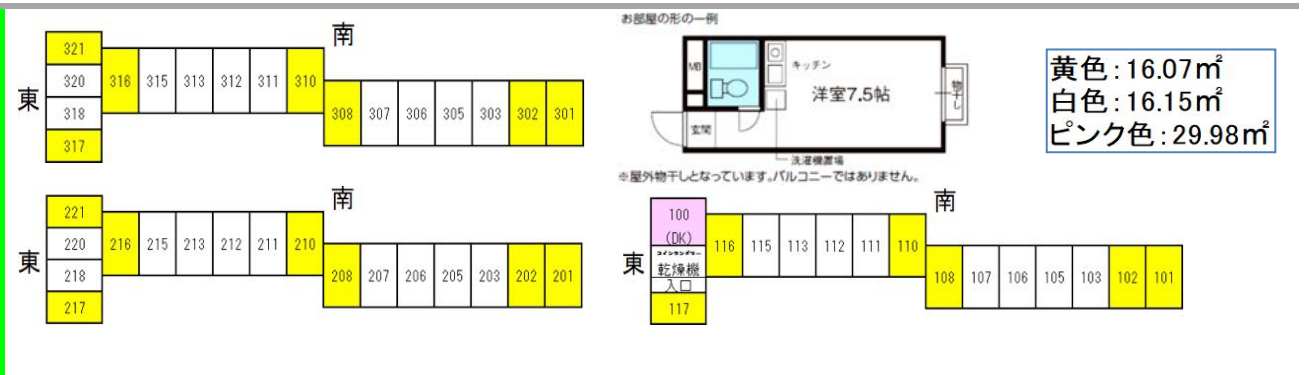 南
東
321
320
318
317
316 315 313 312 311 310
308 307 306 305 303 302 301
お部屋の形の一例
MB
キッチン
洋室7.5帖
物干し
玄関
洗濯機置場
※屋外物干しとなっています。バルコニーではありません。
黄色:16.07㎡
白色:16.15㎡
ピンク色:29.98㎡
南
東
221
220
218
217
216 215 213 212 211 210
208 207 206 205 203 202 201
南
東
100
(DK)
コインランドリー
乾燥機
入口
117
116 115 113 112 111 110
108 107 106 105 103 102 101